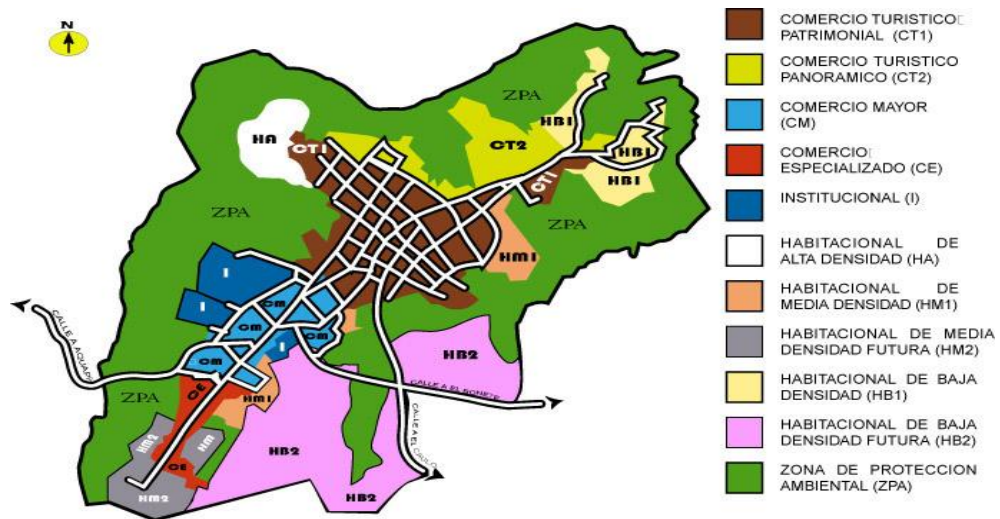 N
COMERCIO TURISTICO
PATRIMONIAL (CT1)
COMERCIO TURISTICO
PANORAMICO (CT2)
COMERCIO MAYOR
(CM)
COMERCIO
ESPECIALIZADO (CE)
INSTITUCIONAL (I)
HABITACIONAL DE
ALTA DENSIDAD (HA)
HABITACIONAL DE
MEDIA DENSIDAD (HM1)
HABITACIONAL DE MEDIA
DENSIDAD FUTURA (HM2)
HABITACIONAL DE BAJA
DENSIDAD (HB1)
HABITACIONAL DE BAJA
DENSIDAD FUTURA (HB2)
ZONA DE PROTECCION
AMBIENTAL (ZPA)
ZPA
HB1
HA
CT1
CT2
HB1
HB1
CT1
ZPA
ZPA
HM1
I
I
CM
CM
CM
I
CM
HB2
CALLE A EL BONETE
CE
HM1
ZPA
HM2
HM
CE
HM2
HB2
HB2